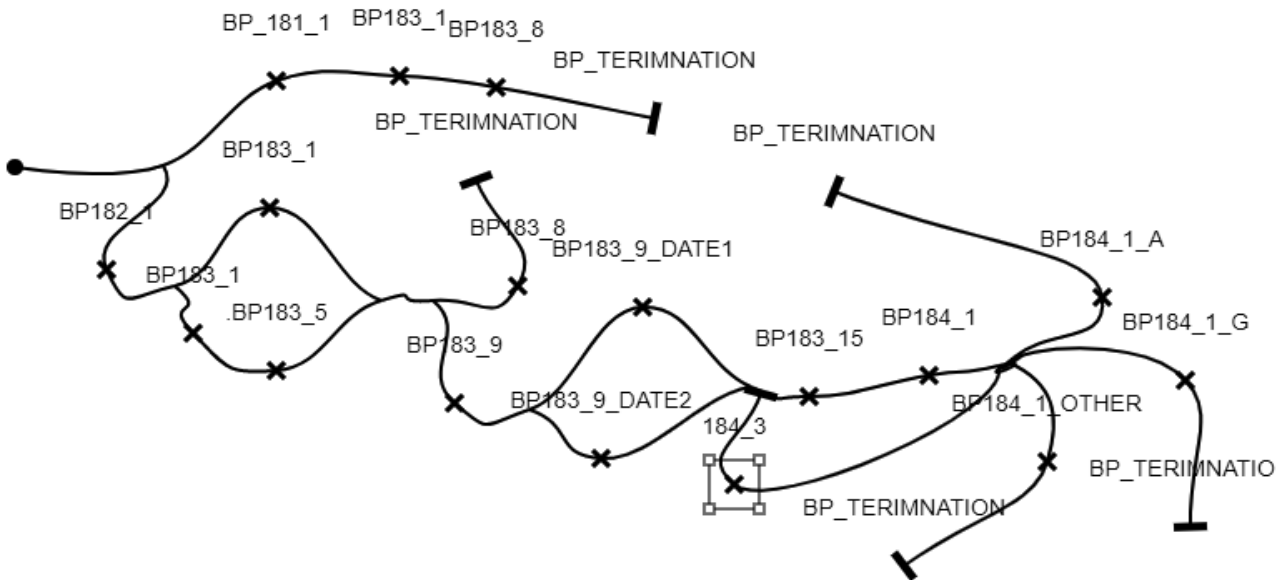 BP_181_1
BP183_1
BP183_8
BP_TERIMNATION
BP_TERIMNATION
BP_TERIMNATION
BP183_1
BP182_1
BP183_8
BP183_9_DATE1
BP184_1_A
BP183_1
.BP183_5
BP183_9
BP183_15
BP184_1
BP184_1_G
BP183_9_DATE2
184_3
BP184_1_OTHER
BP_TERIMNATIO
BP_TERIMNATION